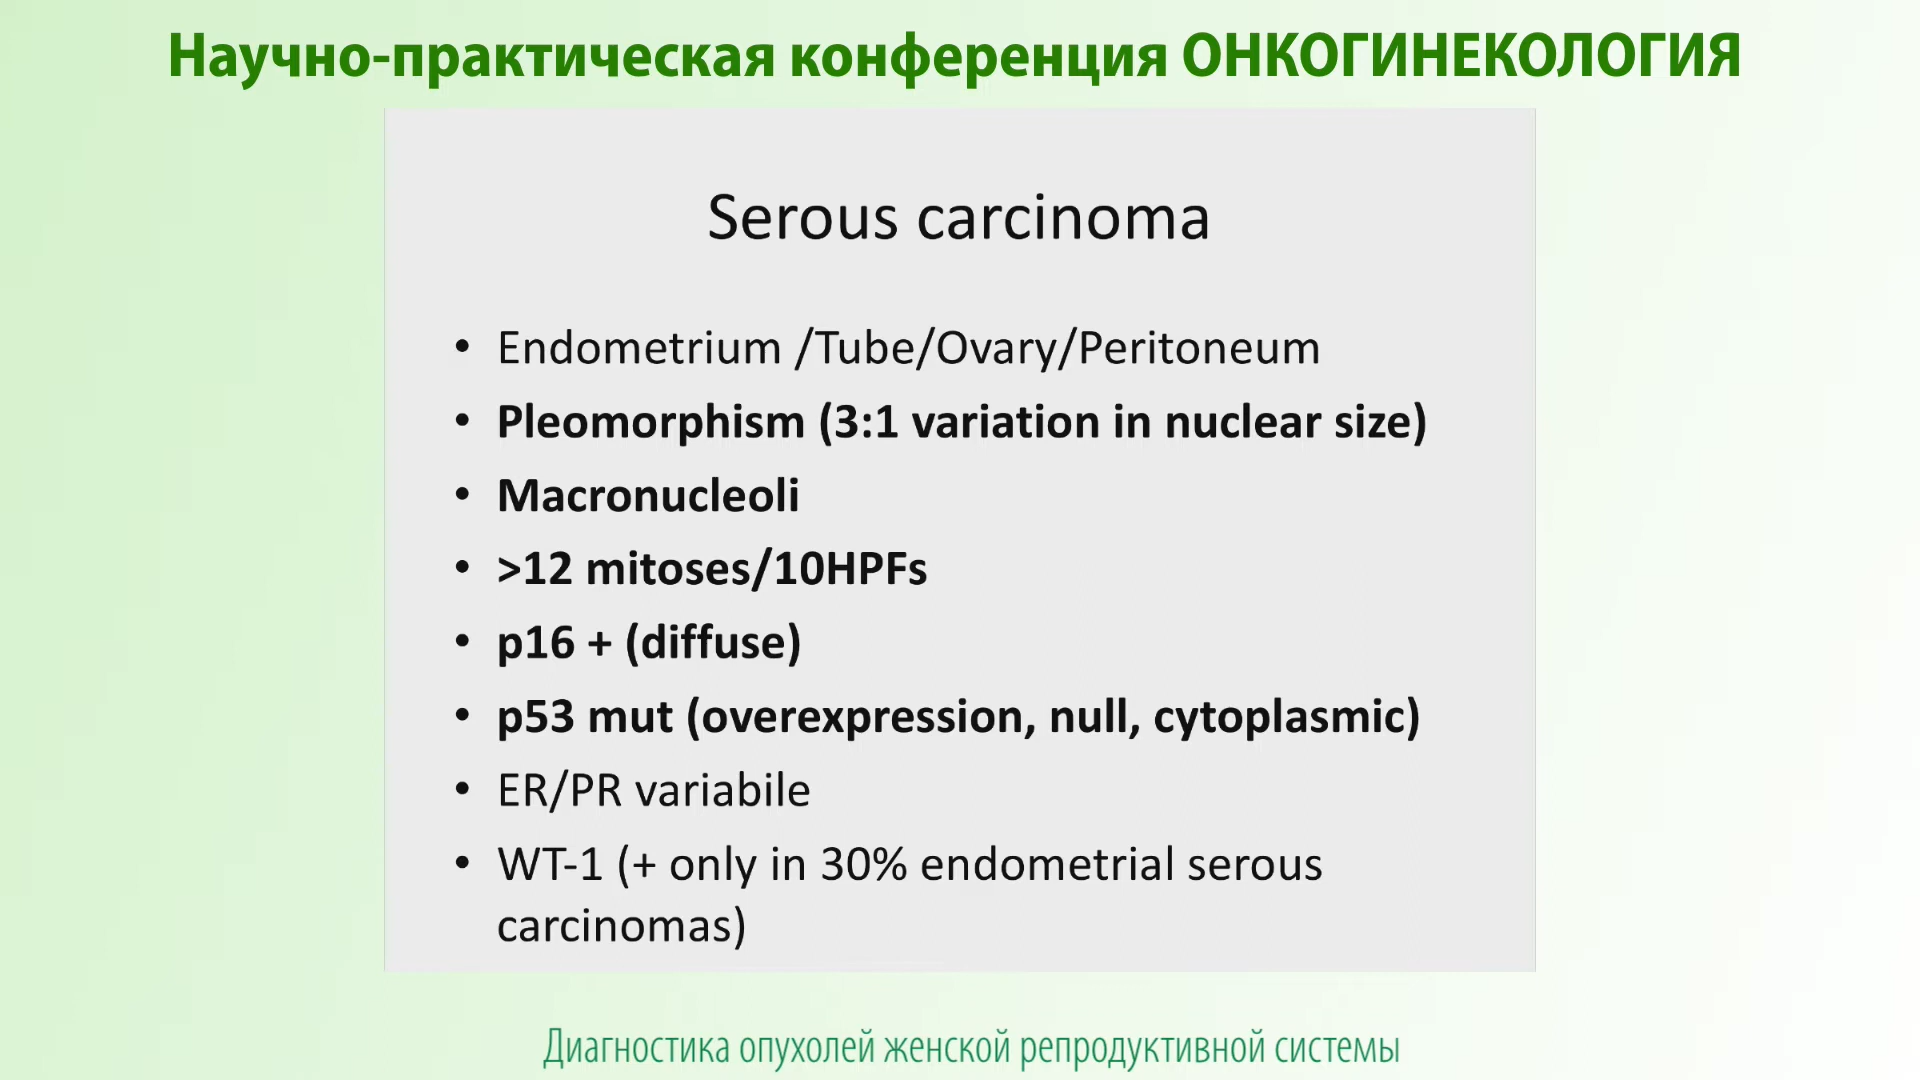 Научно-практическая конференция ОНКОГИНЕКОЛОГИЯ
Serous carcinoma
• Endometrium /Tube/Ovary/Peritoneum
• Pleomorphism (3:1 variation in nuclear size)
• Macronucleoli
• >12 mitoses/10HPFs
• p16 + (diffuse)
• p53 mut (overexpression, null, cytoplasmic)
• ER/PR variabile
• WT-1 (+ only in 30% endometrial serous
carcinomas)
Диагностика опухолей женской репродуктивной системы